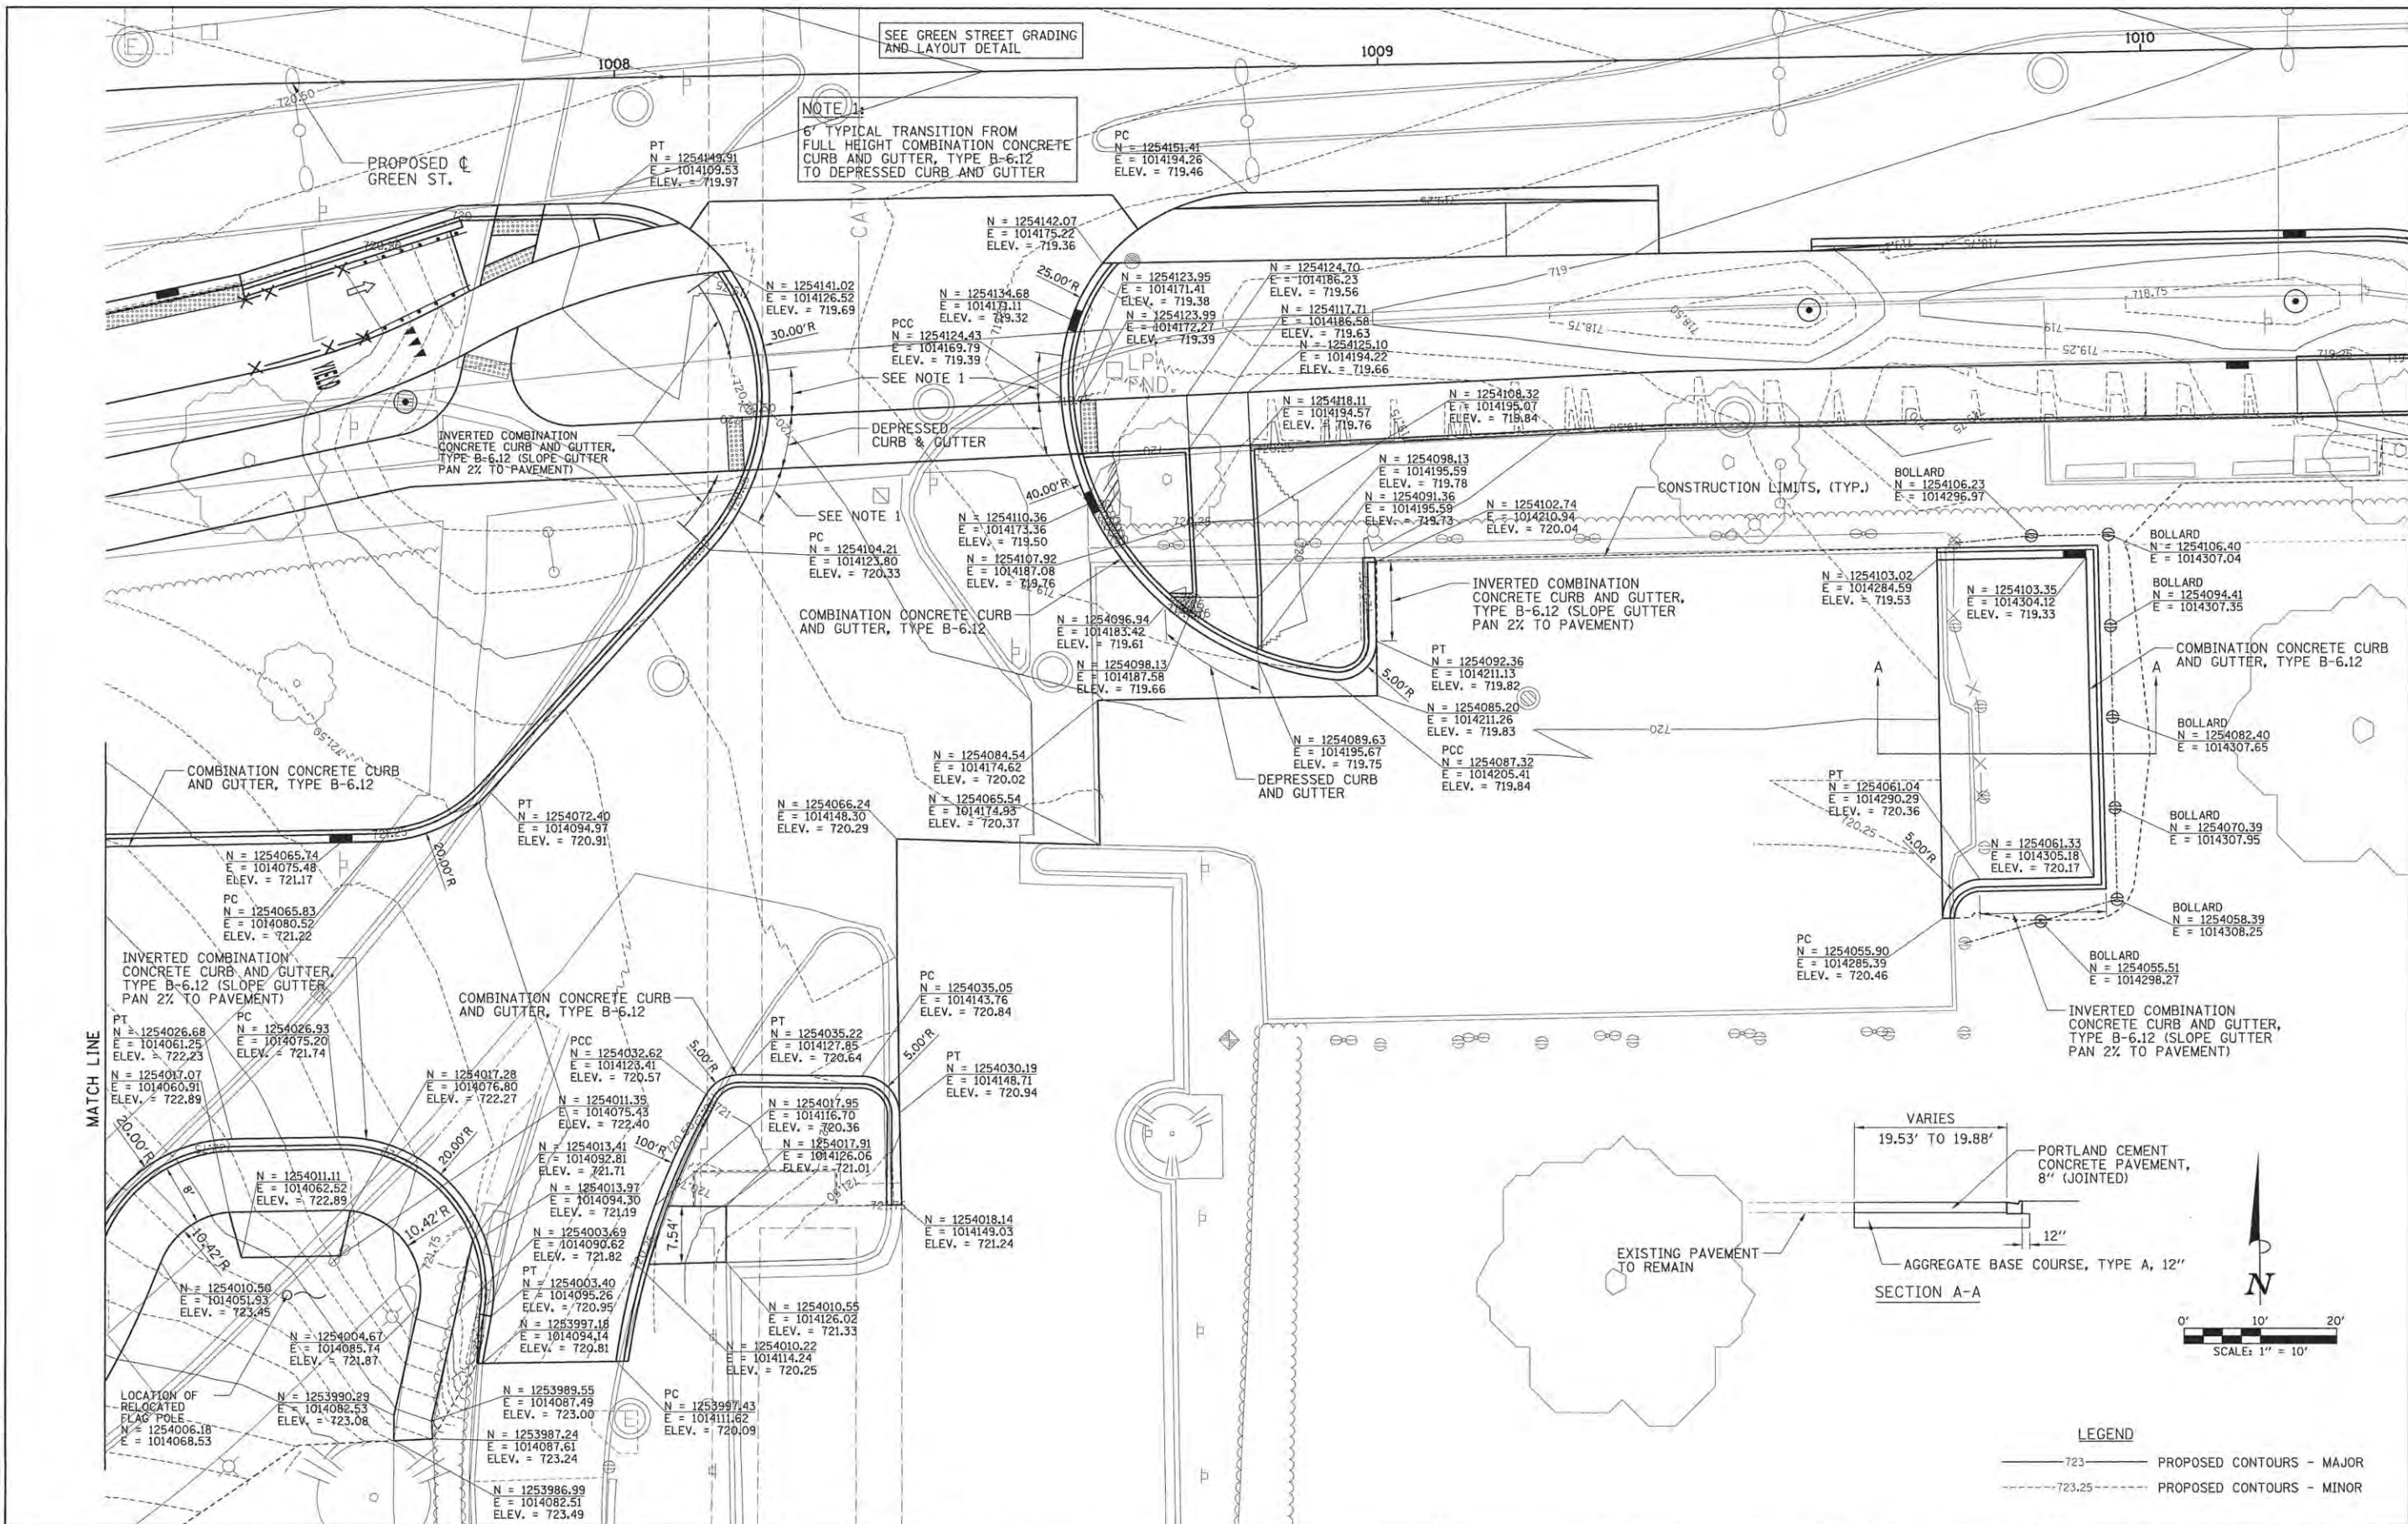 SEE GREEN STREET GRADING
AND LAYOUT DETAIL
1008
1009
1010
720.50
PROPOSED ℄
GREEN ST.
NOTE 1:
6' TYPICAL TRANSITION FROM
FULL HEIGHT COMBINATION CONCRETE
CURB AND GUTTER, TYPE B-6.12
TO DEPRESSED CURB AND GUTTER
PT
N = 1254149.91
E = 1014109.53
ELEV. = 719.97
PC
N = 1254151.41
E = 1014194.26
ELEV. = 719.46
CATV
N = 1254142.07
E = 1014175.22
ELEV. = 719.36
25.00'R
N = 1254141.02
E = 1014126.52
ELEV. = 719.69
30.00'R
N = 1254134.68
E = 1014171.11
ELEV. = 719.32
N = 1254123.95
E = 1014171.41
ELEV. = 719.38
N = 1254123.99
E = 1014172.27
ELEV. = 719.39
PCC
N = 1254124.43
E = 1014169.79
ELEV. = 719.39
N = 1254124.70
E = 1014186.23
ELEV. = 719.56
N = 1254117.71
E = 1014186.58
ELEV. = 719.63
N = 1254125.10
E = 1014194.22
ELEV. = 719.66
719
718.75
718.50
718.75
719
719.25
YIELD
SEE NOTE 1
FND.
DEPRESSED
CURB & GUTTER
N = 1254118.11
E = 1014194.57
ELEV. = 719.76
N = 1254108.32
E = 1014195.07
ELEV. = 719.84
INVERTED COMBINATION
CONCRETE CURB AND GUTTER,
TYPE B-6.12 (SLOPE GUTTER
PAN 2% TO PAVEMENT)
40.00'R
SEE NOTE 1
720
720.25
720.25
720
N = 1254098.13
E = 1014195.59
ELEV. = 719.78
N = 1254091.36
E = 1014195.59
ELEV. = 719.73
N = 1254102.74
E = 1014210.94
ELEV. = 720.04
CONSTRUCTION LIMITS, (TYP.)
BOLLARD
N = 1254106.23
E = 1014296.97
BOLLARD
N = 1254106.40
E = 1014307.04
PC
N = 1254104.21
E = 1014123.80
ELEV. = 720.33
N = 1254110.36
E = 1014173.36
ELEV. = 719.50
N = 1254107.92
E = 1014187.08
ELEV. = 719.76
COMBINATION CONCRETE CURB
AND GUTTER, TYPE B-6.12
N = 1254096.94
E = 1014183.42
ELEV. = 719.61
N = 1254098.13
E = 1014187.58
ELEV. = 719.66
INVERTED COMBINATION
CONCRETE CURB AND GUTTER,
TYPE B-6.12 (SLOPE GUTTER
PAN 2% TO PAVEMENT)
N = 1254103.02
E = 1014284.59
ELEV. = 719.53
N = 1254103.35
E = 1014304.12
ELEV. = 719.33
BOLLARD
N = 1254094.41
E = 1014307.35
COMBINATION CONCRETE CURB
AND GUTTER, TYPE B-6.12
A
A
PT
N = 1254092.36
E = 1014211.13
ELEV. = 719.82
5.00'R
N = 1254085.20
E = 1014211.26
ELEV. = 719.83
720
N = 1254089.63
E = 1014195.67
ELEV. = 719.75
PCC
N = 1254087.32
E = 1014205.41
ELEV. = 719.84
DEPRESSED CURB
AND GUTTER
BOLLARD
N = 1254082.40
E = 1014307.65
721.50
COMBINATION CONCRETE CURB
AND GUTTER, TYPE B-6.12
N = 1254084.54
E = 1014174.62
ELEV. = 720.02
N = 1254065.54
E = 1014174.93
ELEV. = 720.37
N = 1254066.24
E = 1014148.30
ELEV. = 720.29
PT
N = 1254061.04
E = 1014290.29
ELEV. = 720.36
720.25
5.00'R
N = 1254061.33
E = 1014305.18
ELEV. = 720.17
BOLLARD
N = 1254070.39
E = 1014307.95
PT
N = 1254072.40
E = 1014094.97
ELEV. = 720.91
721.25
20.00'R
N = 1254065.74
E = 1014075.48
ELEV. = 721.17
PC
N = 1254065.83
E = 1014080.52
ELEV. = 721.22
BOLLARD
N = 1254058.39
E = 1014308.25
PC
N = 1254055.90
E = 1014285.39
ELEV. = 720.46
BOLLARD
N = 1254055.51
E = 1014298.27
INVERTED COMBINATION
CONCRETE CURB AND GUTTER,
TYPE B-6.12 (SLOPE GUTTER
PAN 2% TO PAVEMENT)
INVERTED COMBINATION
CONCRETE CURB AND GUTTER,
TYPE B-6.12 (SLOPE GUTTER
PAN 2% TO PAVEMENT)
COMBINATION CONCRETE CURB
AND GUTTER, TYPE B-6.12
MATCH LINE
PT
N = 1254026.68
E = 1014061.25
ELEV. = 722.23
PC
N = 1254026.93
E = 1014075.20
ELEV. = 721.74
PCC
N = 1254032.62
E = 1014123.41
ELEV. = 720.57
PT
N = 1254035.22
E = 1014127.85
ELEV. = 720.64
PC
N = 1254035.05
E = 1014143.76
ELEV. = 720.84
5.00'R
5.00'R
PT
N = 1254030.19
E = 1014148.71
ELEV. = 720.94
N = 1254017.07
E = 1014060.91
ELEV. = 722.89
N = 1254017.28
E = 1014076.80
ELEV. = 722.27
N = 1254011.35
E = 1014075.43
ELEV. = 722.40
20.00'R
20.00'R
100'R
721
N = 1254017.95
E = 1014116.70
ELEV. = 720.36
N = 1254017.91
E = 1014126.06
ELEV. = 721.01
N = 1254013.41
E = 1014092.81
ELEV. = 721.71
N = 1254013.97
E = 1014094.30
ELEV. = 721.19
8'
N = 1254011.11
E = 1014062.52
ELEV. = 722.89
10.42'R
10.42'R
721.75
721.50
7.54'
N = 1254018.14
E = 1014149.03
ELEV. = 721.24
N = 1254003.69
E = 1014090.62
ELEV. = 721.82
PT
N = 1254003.40
E = 1014095.26
ELEV. = 720.95
N = 1253997.18
E = 1014094.14
ELEV. = 720.81
N = 1254010.50
E = 1014051.93
ELEV. = 723.45
N = 1254004.67
E = 1014085.74
ELEV. = 721.87
N = 1254010.55
E = 1014126.02
ELEV. = 721.33
N = 1254010.22
E = 1014114.24
ELEV. = 720.25
LOCATION OF
RELOCATED
FLAG POLE
N = 1254006.18
E = 1014068.53
N = 1253990.29
E = 1014082.53
ELEV. = 723.08
N = 1253989.55
E = 1014087.49
ELEV. = 723.00
N = 1253987.24
E = 1014087.61
ELEV. = 723.24
PC
N = 1253997.43
E = 1014111.62
ELEV. = 720.09
N = 1253986.99
E = 1014082.51
ELEV. = 723.49
E
E
VARIES
19.53' TO 19.88'
PORTLAND CEMENT
CONCRETE PAVEMENT,
8" (JOINTED)
12"
EXISTING PAVEMENT
TO REMAIN
AGGREGATE BASE COURSE, TYPE A, 12"
SECTION A-A
N
0' 10' 20'
SCALE: 1" = 10'
LEGEND
723 PROPOSED CONTOURS - MAJOR
723.25 PROPOSED CONTOURS - MINOR